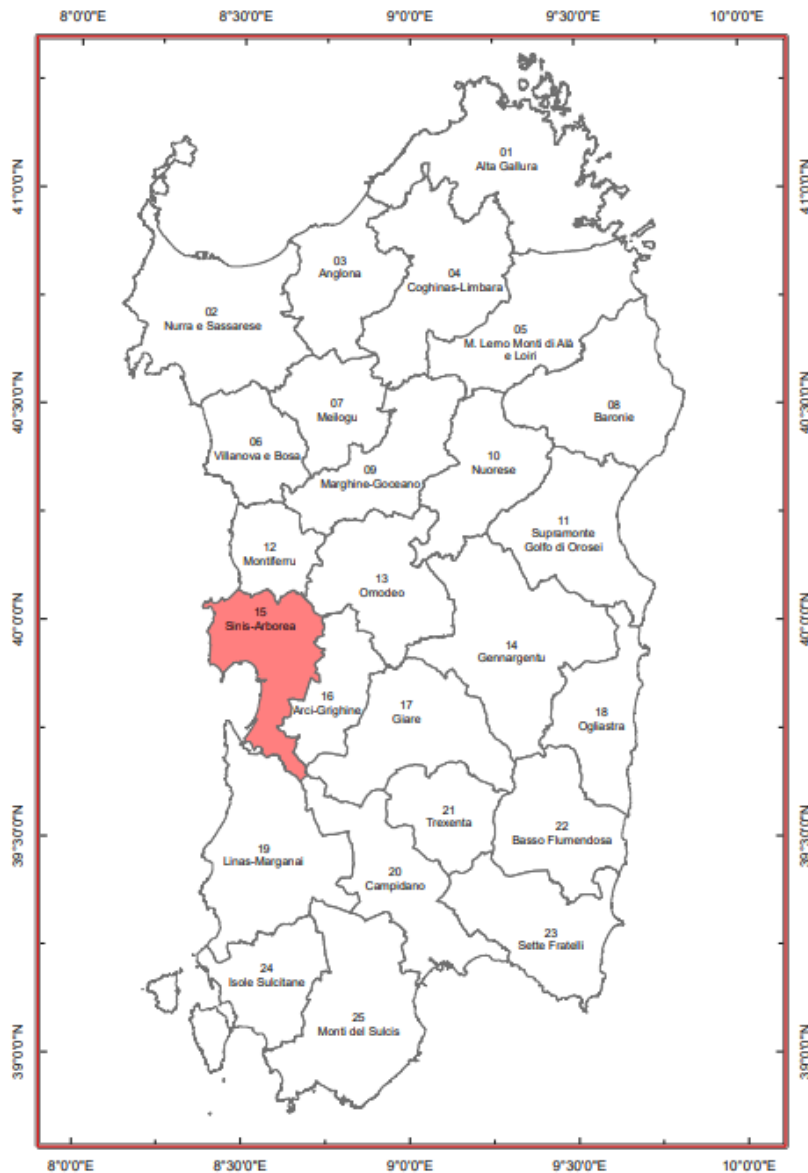 8°0'0"E 8°30'0"E 9°0'0"E 9°30'0"E 10°0'0"E
41°0'0"N
41°0'0"N
40°30'0"N
40°30'0"N
40°0'0"N
40°0'0"N
39°30'0"N
39°30'0"N
39°0'0"N
39°0'0"N
01
Alta Gallura
02
Nurra e Sassarese
03
Anglona
04
Coghinas-Limbara
05
M. Lerno Monti di Alà
e Loiri
06
Villanova e Bosa
07
Meilogu
08
Baronie
09
Marghine-Goceano
10
Nuorese
11
Supramonte
Golfo di Orosei
12
Montiferru
13
Omodeo
14
Gennargentu
15
Sinis-Arborea
16
Arci-Grighine
17
Giare
18
Ogliastra
19
Linas-Marganai
20
Campidano
21
Trexenta
22
Basso Flumendosa
23
Sette Fratelli
24
Isole Sulcitane
25
Monti del Sulcis
8°0'0"E 8°30'0"E 9°0'0"E 9°30'0"E 10°0'0"E